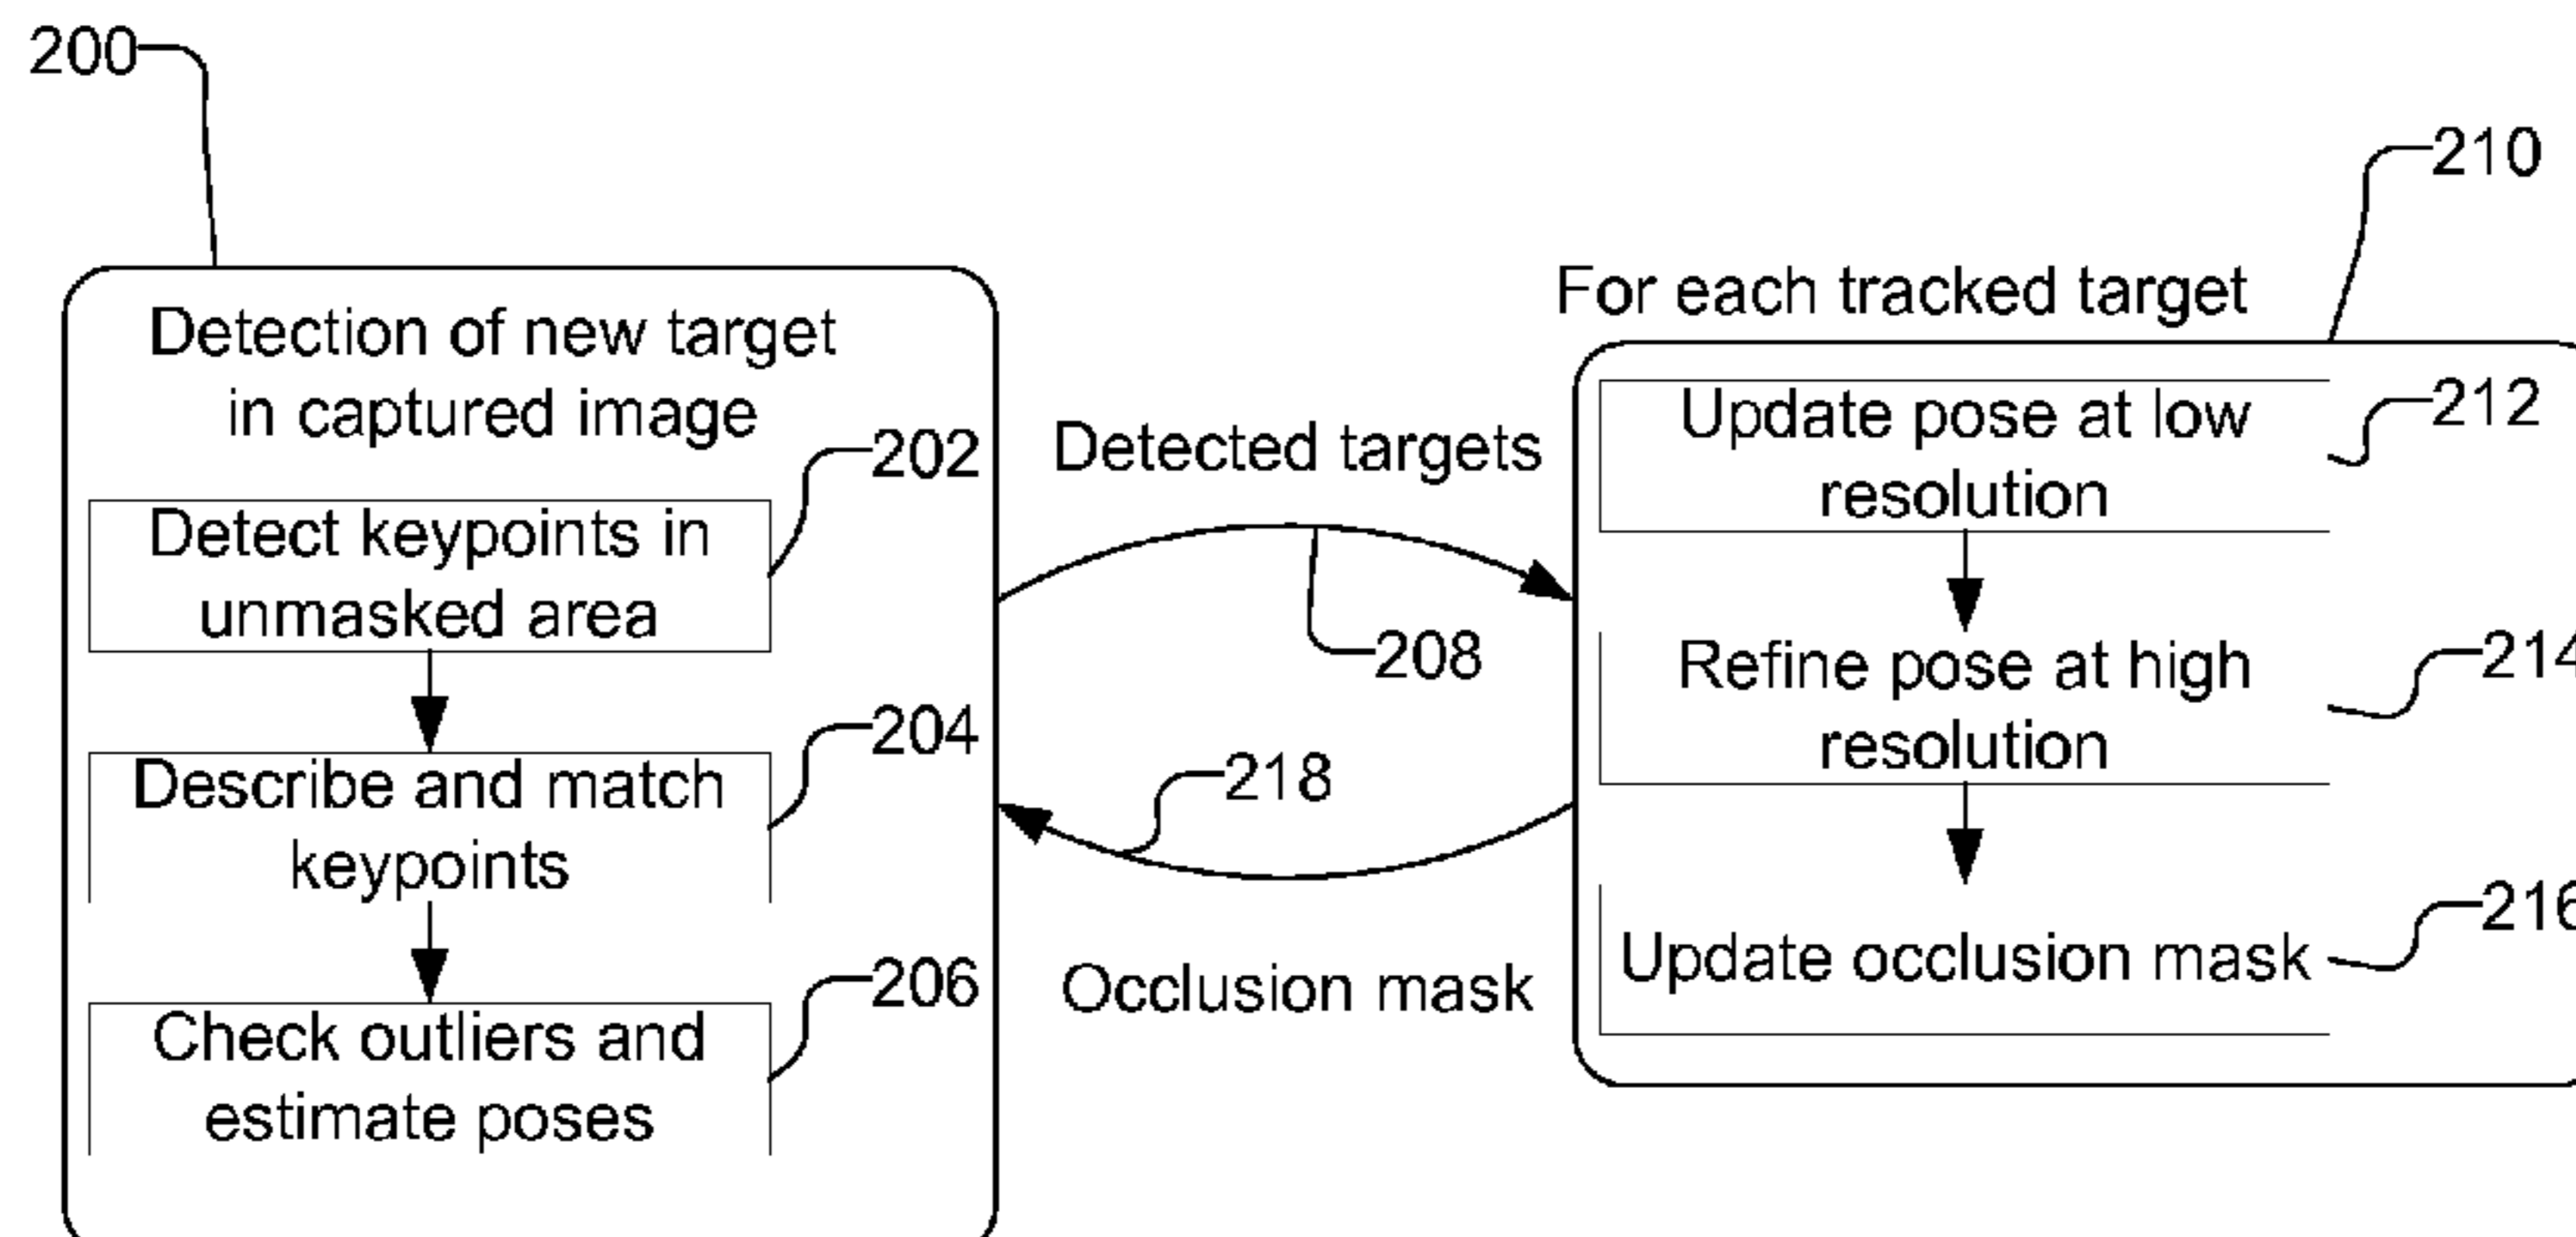 200
210
For each tracked target
Detection of new target
in captured image
202
Detect keypoints in
unmasked area
204
Describe and match
keypoints
206
Check outliers and
estimate poses
Detected targets
208
218
Occlusion mask
Update pose at low
resolution
212
Refine pose at high
resolution
214
Update occlusion mask
216